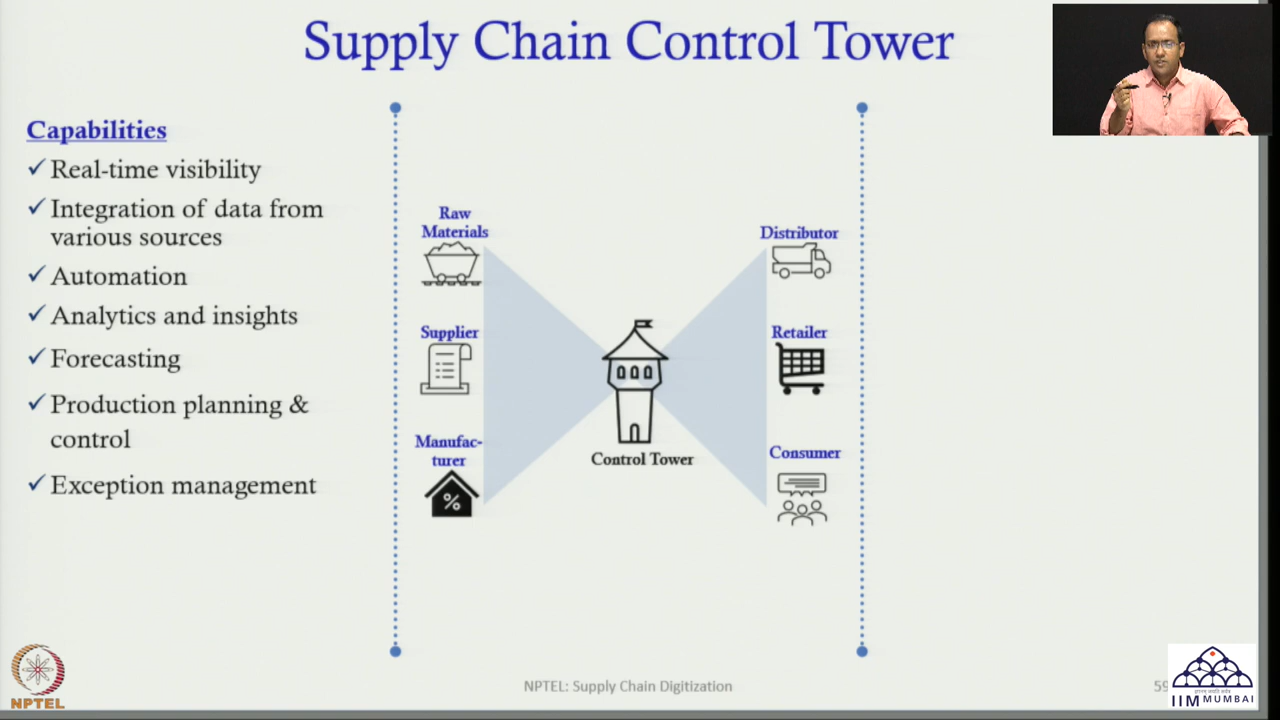 Supply Chain Control Tower
Capabilities
✓ Real-time visibility
✓ Integration of data from
various sources
✓ Automation
✓ Analytics and insights
✓ Forecasting
✓ Production planning &
control
✓ Exception management
Raw
Materials
Supplier
Manufac-
turer
%
Control Tower
Distributor
Retailer
Consumer
NPTEL
NPTEL: Supply Chain Digitization
59
IIM MUMBAI